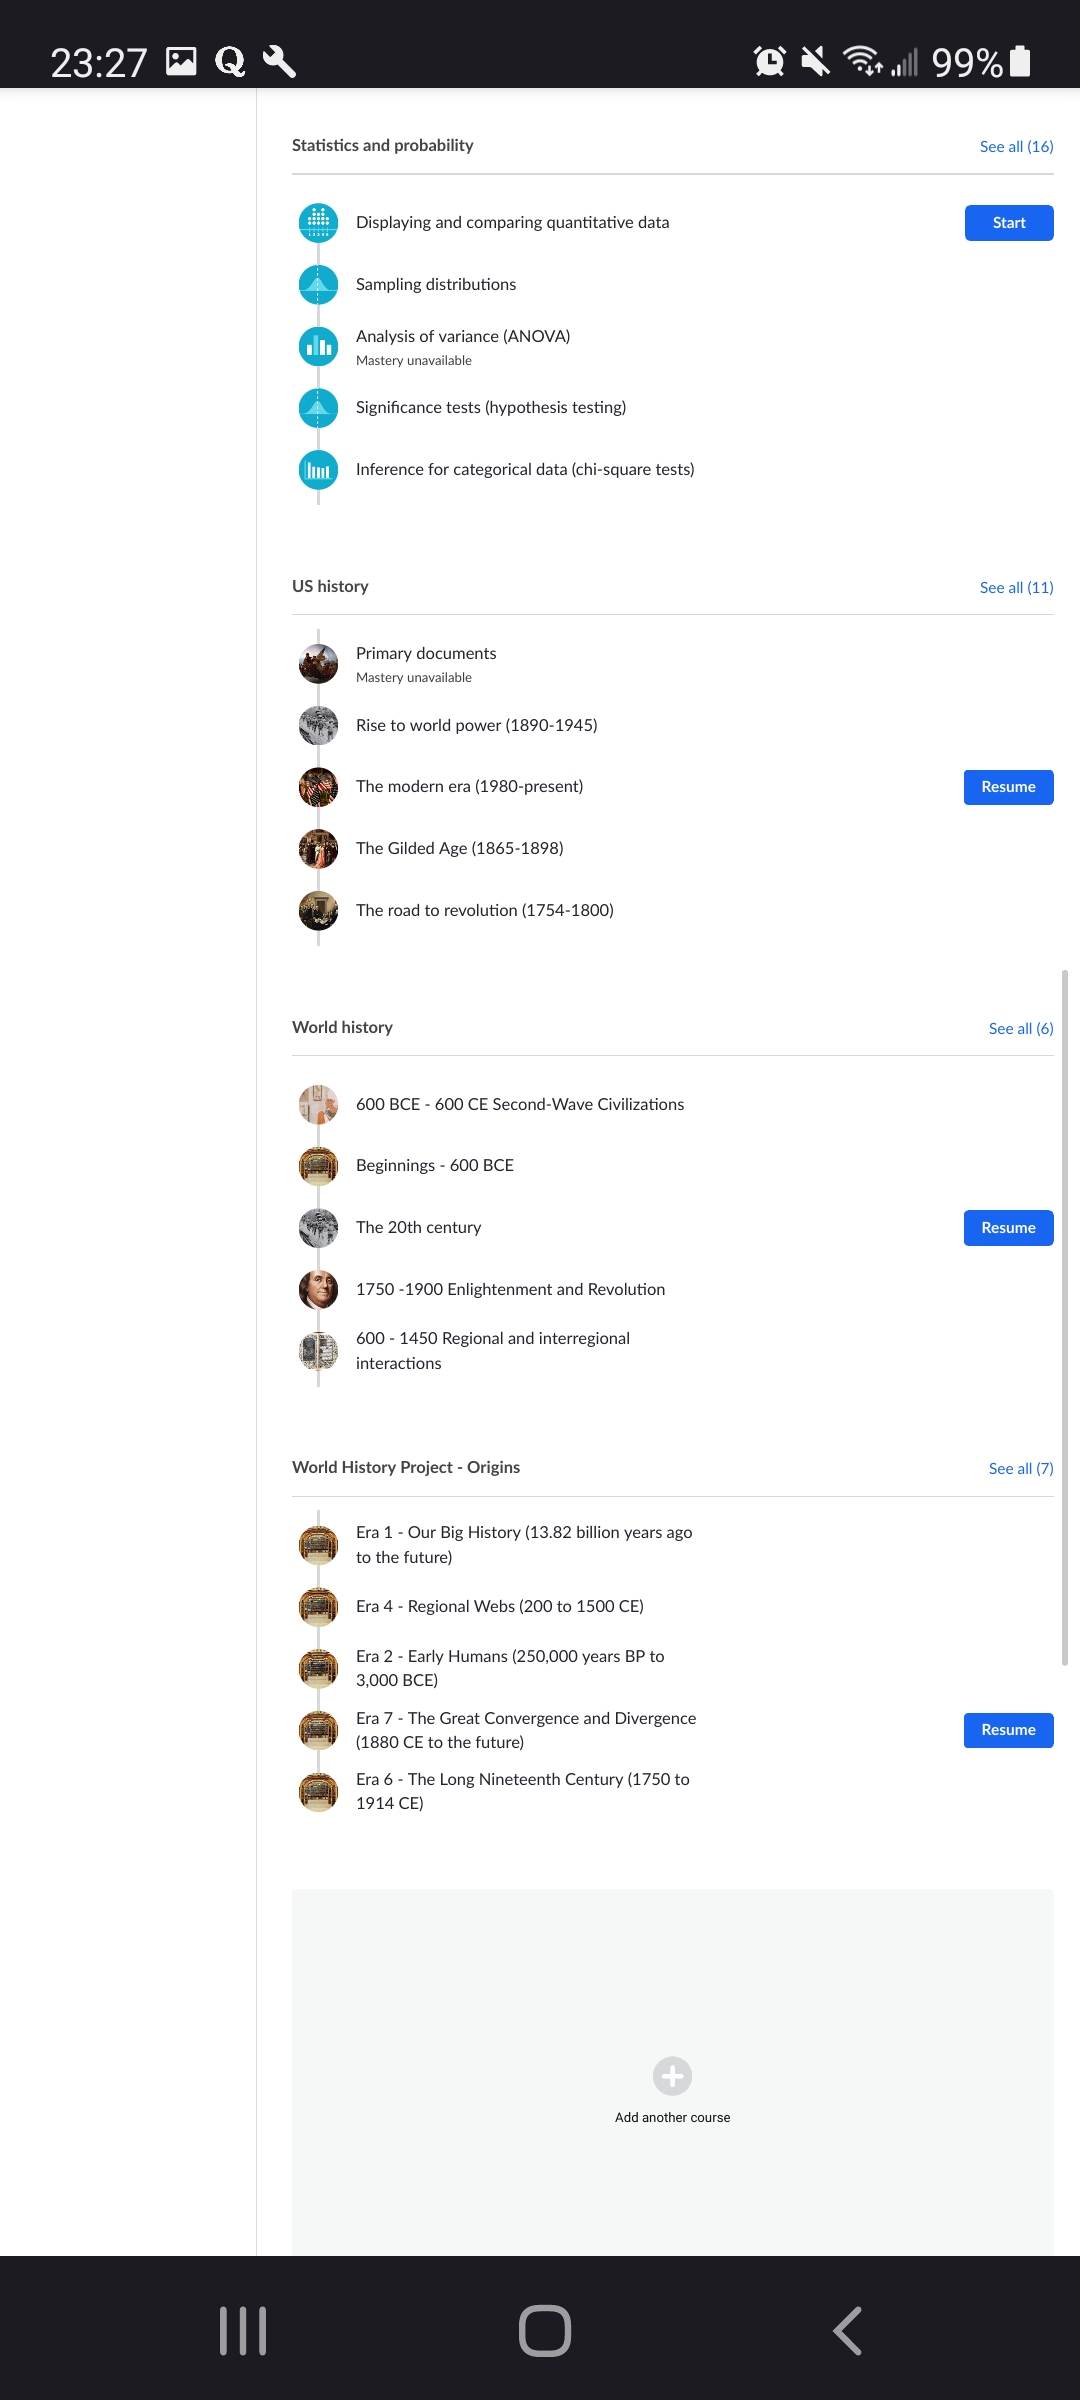 23:27
99%
Statistics and probability
See all (16)
Displaying and comparing quantitative data
Start
Sampling distributions
Analysis of variance (ANOVA)
Mastery unavailable
Significance tests (hypothesis testing)
Inference for categorical data (chi-square tests)
US history
See all (11)
Primary documents
Mastery unavailable
Rise to world power (1890-1945)
The modern era (1980-present)
Resume
The Gilded Age (1865-1898)
The road to revolution (1754-1800)
World history
See all (6)
600 BCE - 600 CE Second-Wave Civilizations
Beginnings - 600 BCE
The 20th century
Resume
1750 -1900 Enlightenment and Revolution
600 - 1450 Regional and interregional
interactions
World History Project - Origins
See all (7)
Era 1 - Our Big History (13.82 billion years ago
to the future)
Era 4 - Regional Webs (200 to 1500 CE)
Era 2 - Early Humans (250,000 years BP to
3,000 BCE)
Era 7 - The Great Convergence and Divergence
(1880 CE to the future)
Resume
Era 6 - The Long Nineteenth Century (1750 to
1914 CE)
Add another course